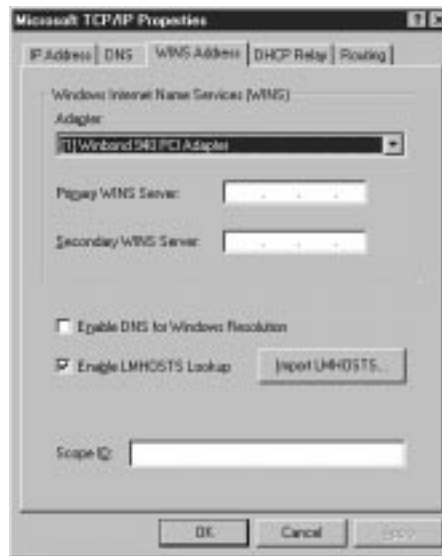 Microsoft TCP/IP Properties
IP Address DNS WINS Address DHCP Relay Routing
Windows Internet Name Services (WINS)
Adapter:
[1] Winbond 940 PCI Adapter
Primary WINS Server:
Secondary WINS Server:
Enable DNS for Windows Resolution
Enable LMHOSTS Lookup
Import LMHOSTS...
Scope ID:
OK Cancel Apply